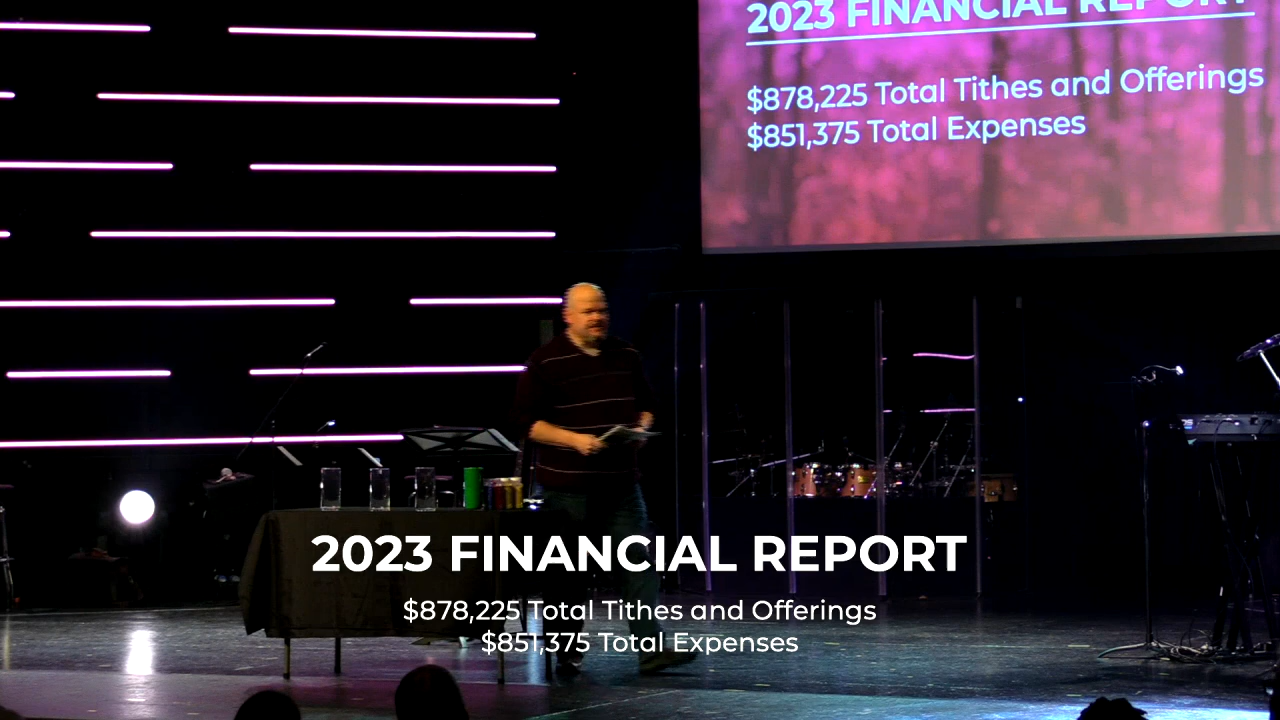 2023 FINANCIAL REPORT
$878,225 Total Tithes and Offerings
$851,375 Total Expenses
2023 FINANCIAL REPORT
$878,225 Total Tithes and Offerings
$851,375 Total Expenses